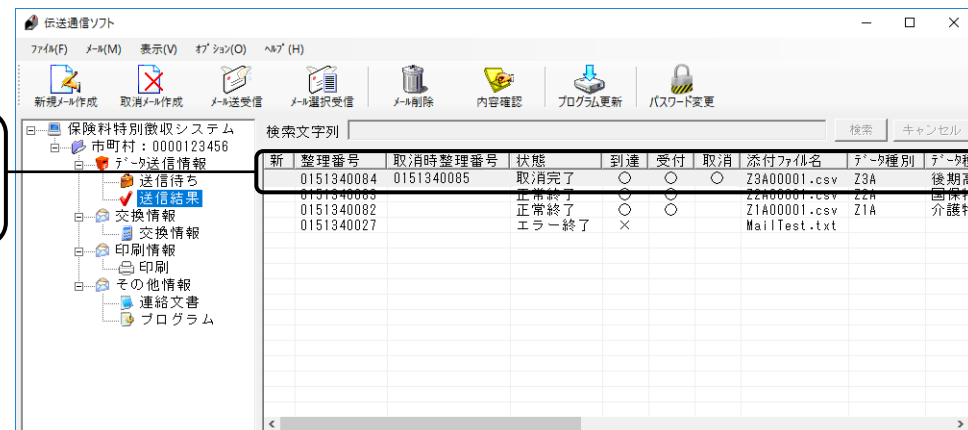 伝送通信ソフト
ﾌｧｲﾙ(F) ﾒｰﾙ(M) 表示(V) ｵﾌﾟｼｮﾝ(O) ﾍﾙﾌﾟ(H)
新規ﾒｰﾙ作成 取消ﾒｰﾙ作成 ﾒｰﾙ送受信 ﾒｰﾙ選択受信 ﾒｰﾙ削除 内容確認 ﾌﾟﾛｸﾞﾗﾑ更新 ﾊﾟｽﾜｰﾄﾞ変更
保険料特別徴収システム
市町村：0000123456
ﾃﾞｰﾀ送信情報
送信待ち
送信結果
交換情報
交換情報
印刷情報
印刷
その他情報
連絡文書
プログラム
検索文字列 検索 キャンセル
新 整理番号 取消時整理番号 状態 到達 受付 取消 添付ﾌｧｲﾙ名 ﾃﾞｰﾀ種別 ﾃﾞｰﾀ種
0151340084 0151340085 取消完了 ○ ○ ○ Z3A00001.csv Z3A 後期高
0151340083 正常終了 ○ ○ Z2A00001.csv Z2A 国保特
0151340082 正常終了 ○ ○ Z1A00001.csv Z1A 介護特
0151340027 エラー終了 × MailTest.txt